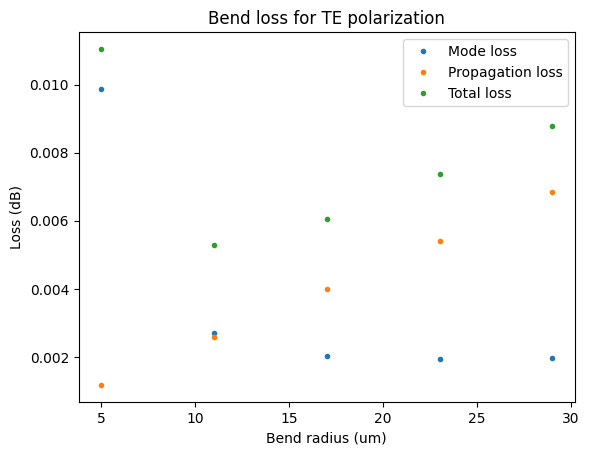 Bend loss for TE polarization
Mode loss
Propagation loss
Total loss
0.010
0.008
0.006
0.004
0.002
Loss (dB)
5
10
15
20
25
30
Bend radius (um)